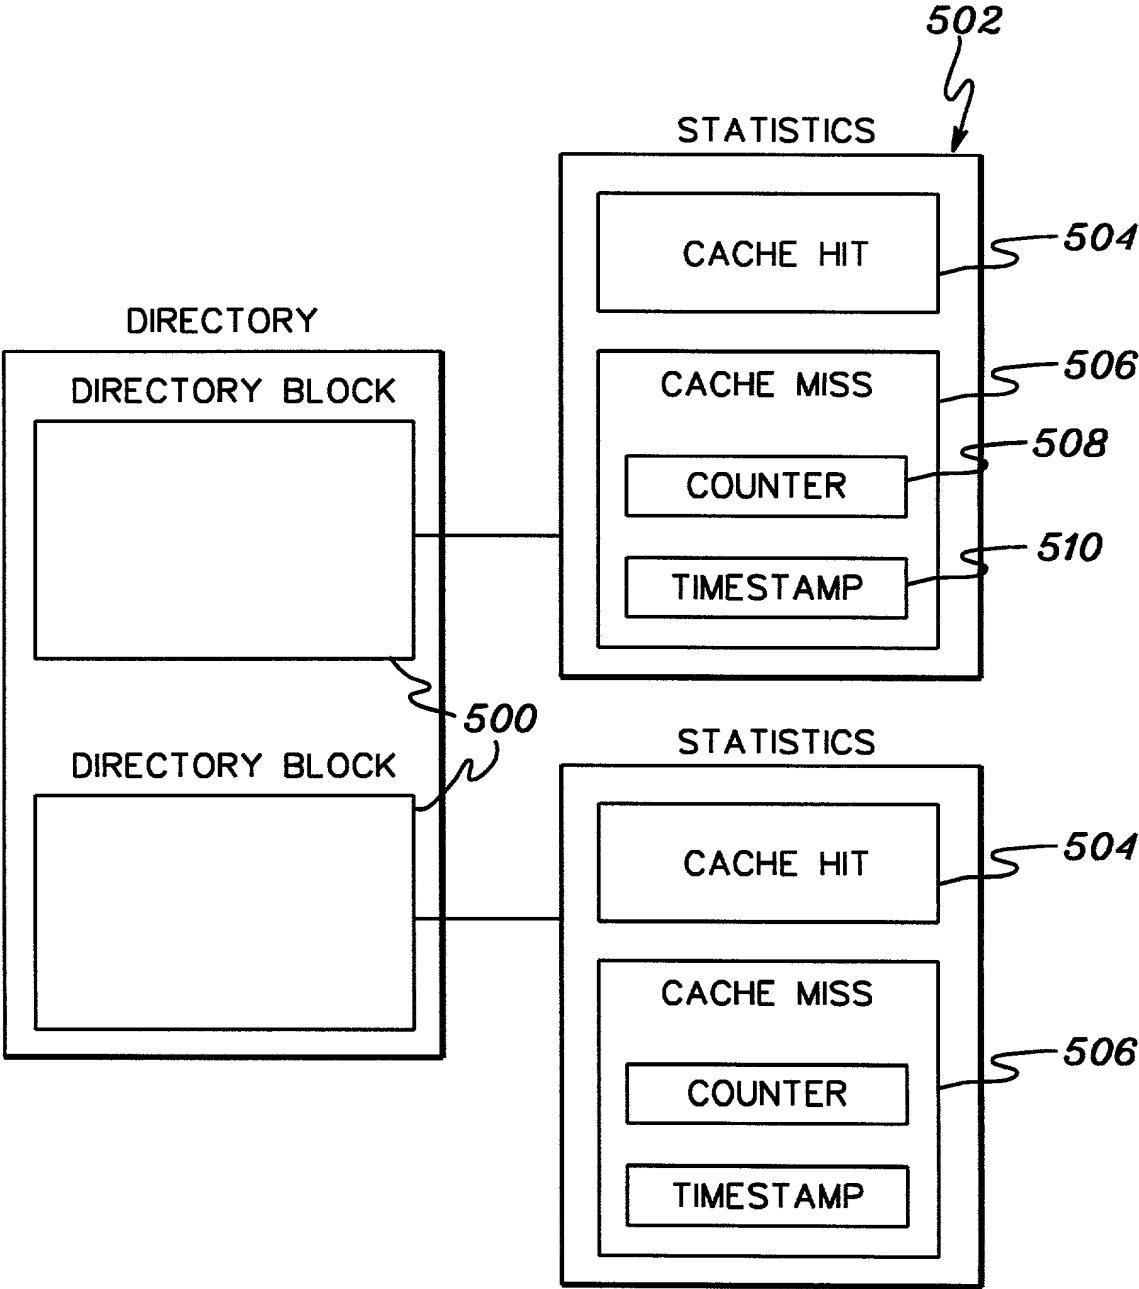 502
STATISTICS
CACHE HIT
504
DIRECTORY
DIRECTORY BLOCK
CACHE MISS
506
COUNTER
508
TIMESTAMP
510
500
DIRECTORY BLOCK
STATISTICS
CACHE HIT
504
CACHE MISS
506
COUNTER
TIMESTAMP